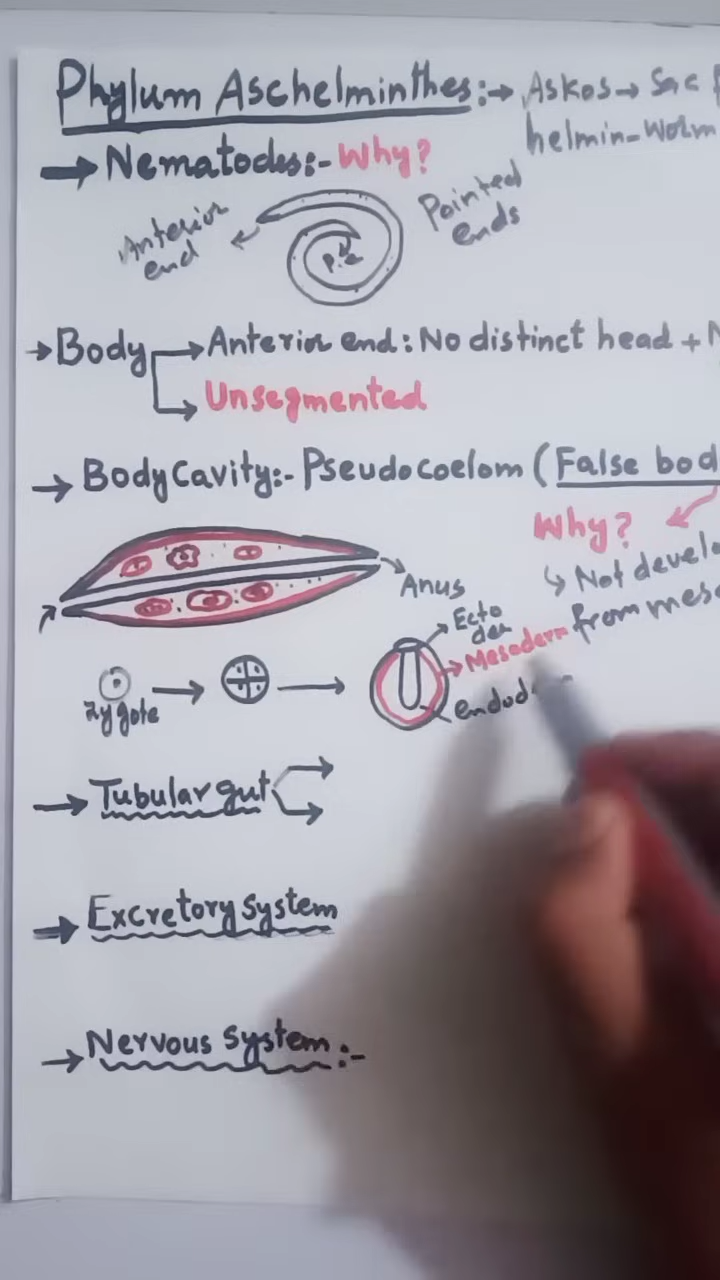 Phylum Aschelminthes:→ Askos→ Sac
helmin-Worm
→ Nematodes:- Why?
Anterior
end
Pointed
ends
P.e
→ Body → Anterior end: No distinct head + N
→ Unsegmented
→ Body Cavity:- Pseudocoelom (False bod
Why?
↳ Not develo
from meso
Anus
Ecto
der
→ Mesoderm
endod
zygote
→ Tubular gut
→ Excretory system
→ Nervous system:-